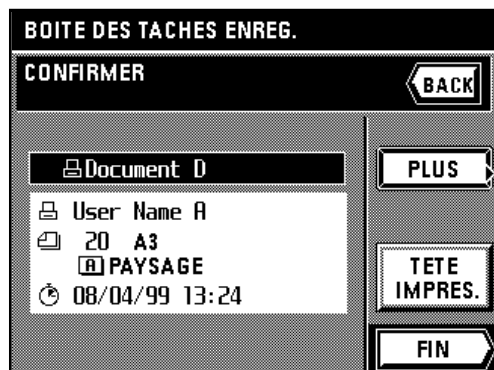 BOITE DES TACHES ENREG.
CONFIRMER
BACK
Document D
PLUS
User Name A
20 A3
A PAYSAGE
08/04/99 13:24
TETE
IMPRES.
FIN